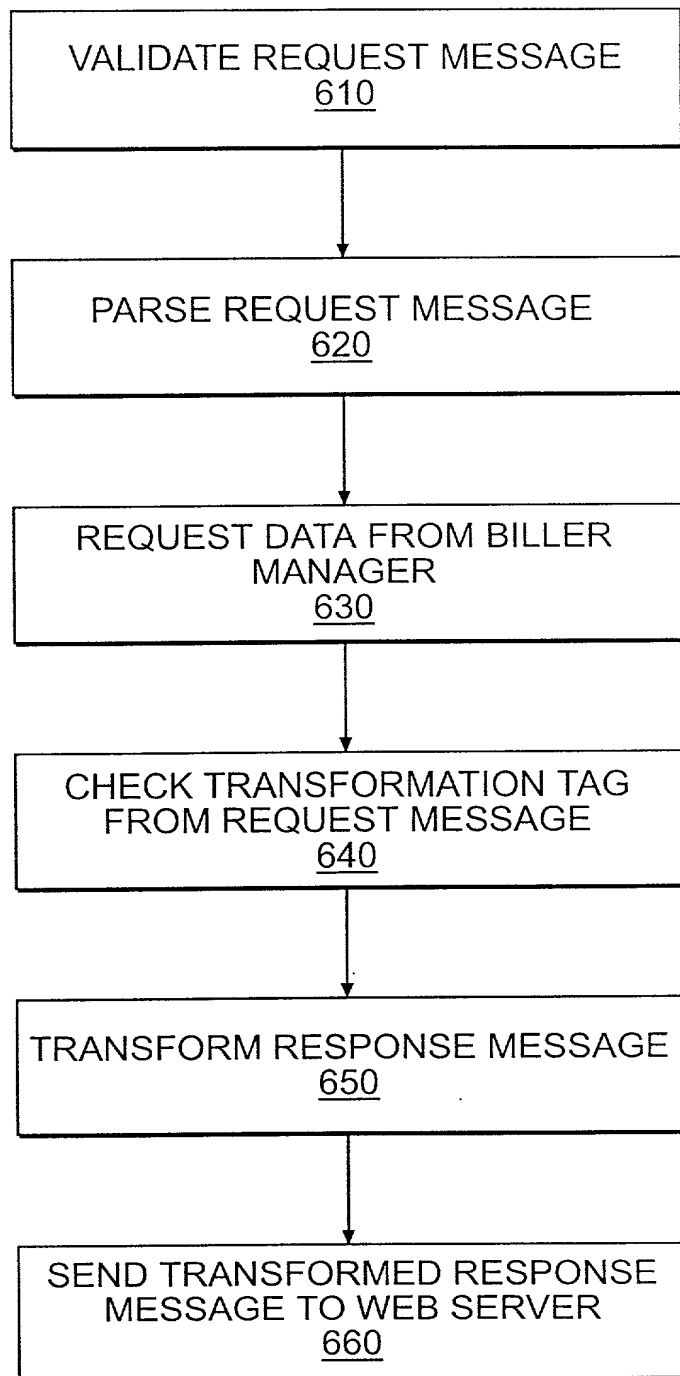 VALIDATE REQUEST MESSAGE
610
PARSE REQUEST MESSAGE
620
REQUEST DATA FROM BILLER
MANAGER
630
CHECK TRANSFORMATION TAG
FROM REQUEST MESSAGE
640
TRANSFORM RESPONSE MESSAGE
650
SEND TRANSFORMED RESPONSE
MESSAGE TO WEB SERVER
660